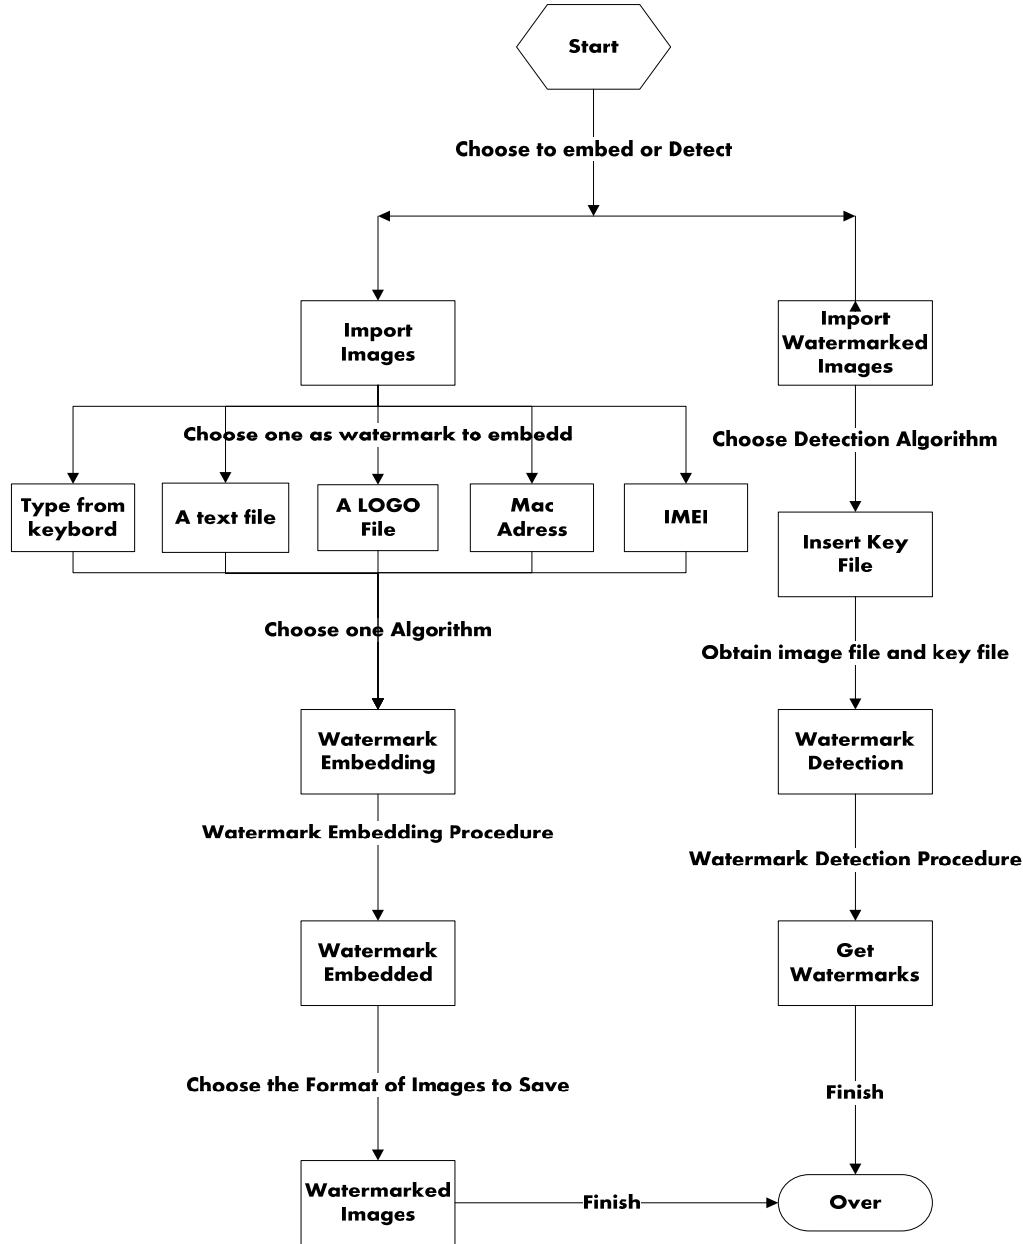 Start
Choose to embed or Detect
Import
Images
Import
Watermarked
Images
Choose one as watermark to embedd
Choose Detection Algorithm
Type from
keybord
A text file
A LOGO
File
Mac
Adress
IMEI
Insert Key
File
Choose one Algorithm
Obtain image file and key file
Watermark
Embedding
Watermark
Detection
Watermark Embedding Procedure
Watermark Detection Procedure
Watermark
Embedded
Get
Watermarks
Choose the Format of Images to Save
Finish
Watermarked
Images
Finish
Over